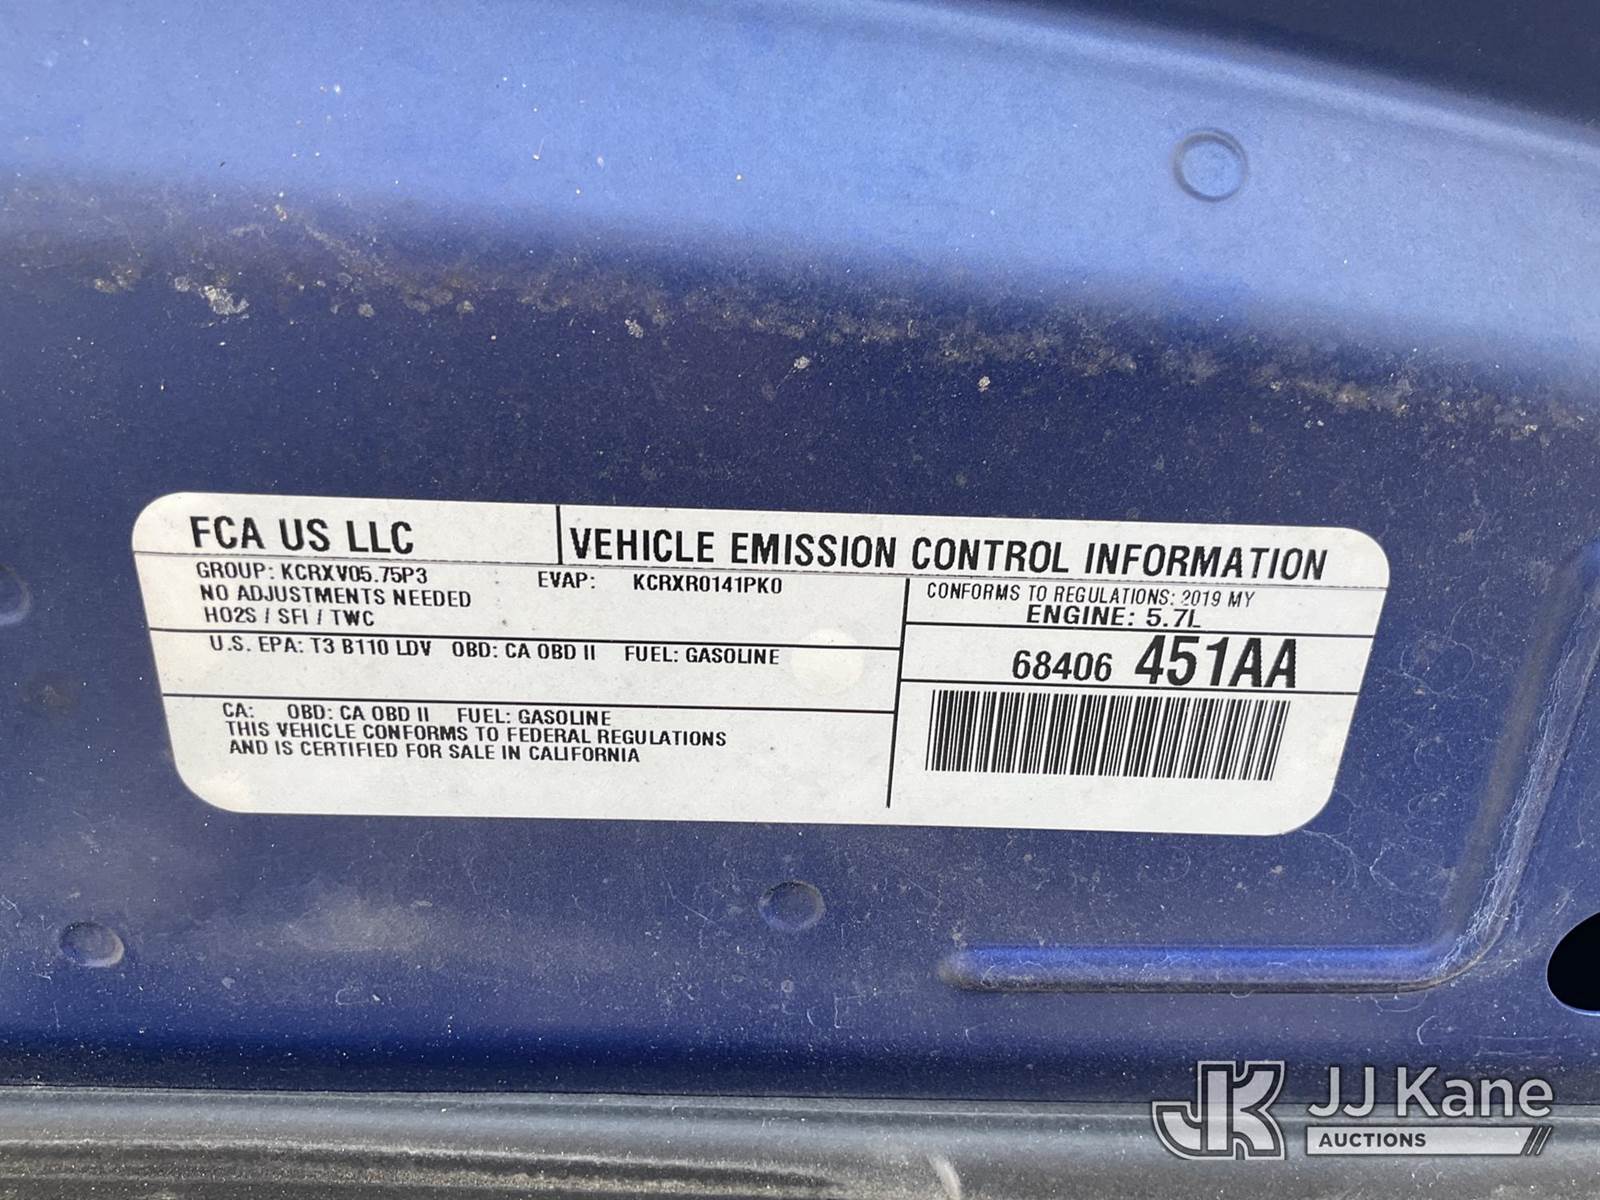 FCA US LLC
VEHICLE EMISSION CONTROL INFORMATION
GROUP: KCRXV05.75P3
EVAP: KCRXR0141PK0
NO ADJUSTMENTS NEEDED
HO2S / SFI / TWC
CONFORMS TO REGULATIONS: 2019 MY
ENGINE: 5.7L
U.S. EPA: T3 B110 LDV OBD: CA OBD II FUEL: GASOLINE
68406 451AA
CA: OBD: CA OBD II FUEL: GASOLINE
THIS VEHICLE CONFORMS TO FEDERAL REGULATIONS
AND IS CERTIFIED FOR SALE IN CALIFORNIA
JK JJ Kane
AUCTIONS